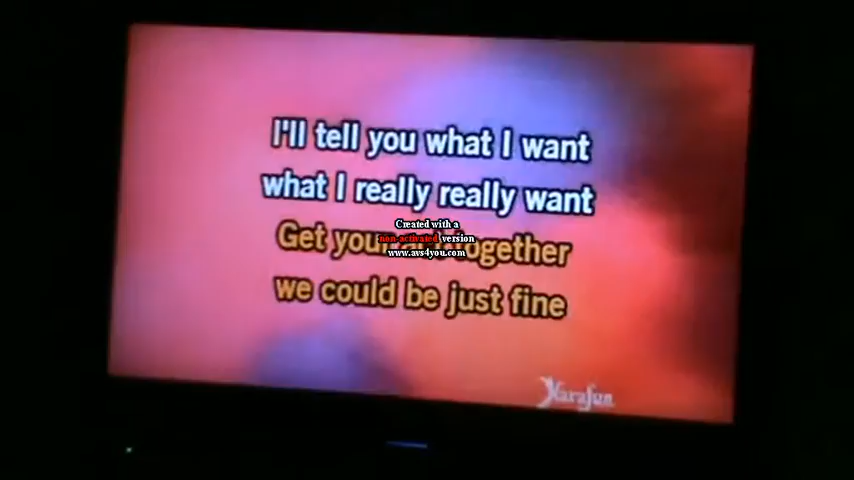 I'll tell you what I want
what I really really want
Created with a
non-activated version
www.avs4you.com
Get your together
we could be just fine
Karafun